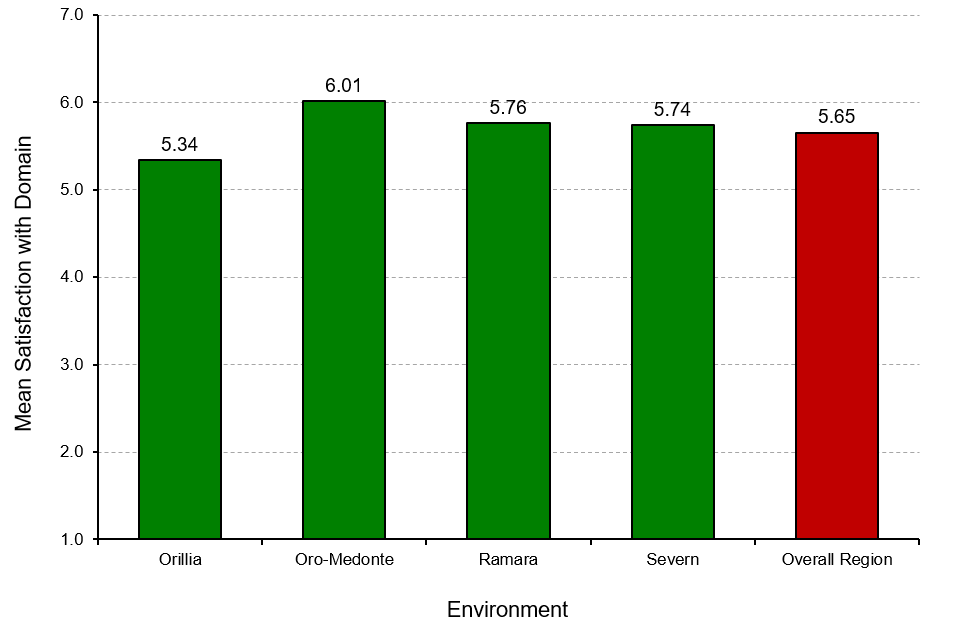 7.0
6.0
5.0
4.0
3.0
2.0
1.0
Mean Satisfaction with Domain
5.34
6.01
5.76
5.74
5.65
Orillia
Oro-Medonte
Ramara
Severn
Overall Region
Environment